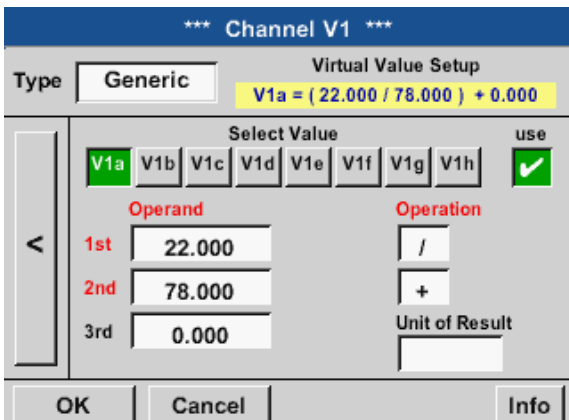 *** Channel V1 ***
Type Generic Virtual Value Setup
V1a = ( 22.000 / 78.000 ) + 0.000
Select Value use
V1a V1b V1c V1d V1e V1f V1g V1h ✔
Operand Operation
< 1st 22.000 /
2nd 78.000 +
3rd 0.000 Unit of Result
OK Cancel Info